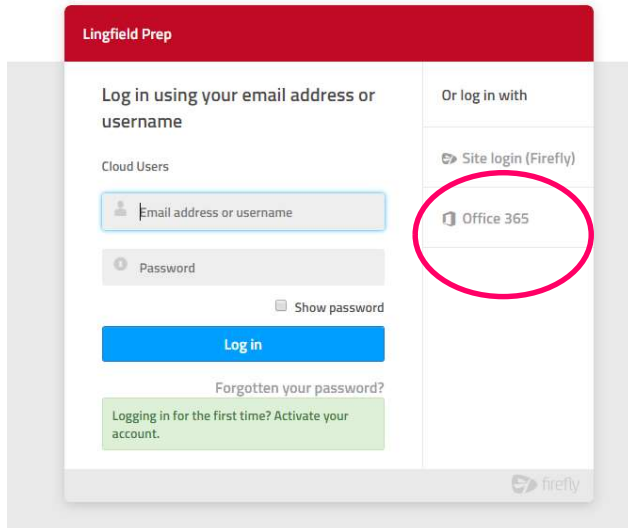 Lingfield Prep
Log in using your email address or
username
Cloud Users
Email address or username
Password
Show password
Log in
Forgotten your password?
Logging in for the first time? Activate your
account.
Or log in with
Site login (Firefly)
Office 365
firefly